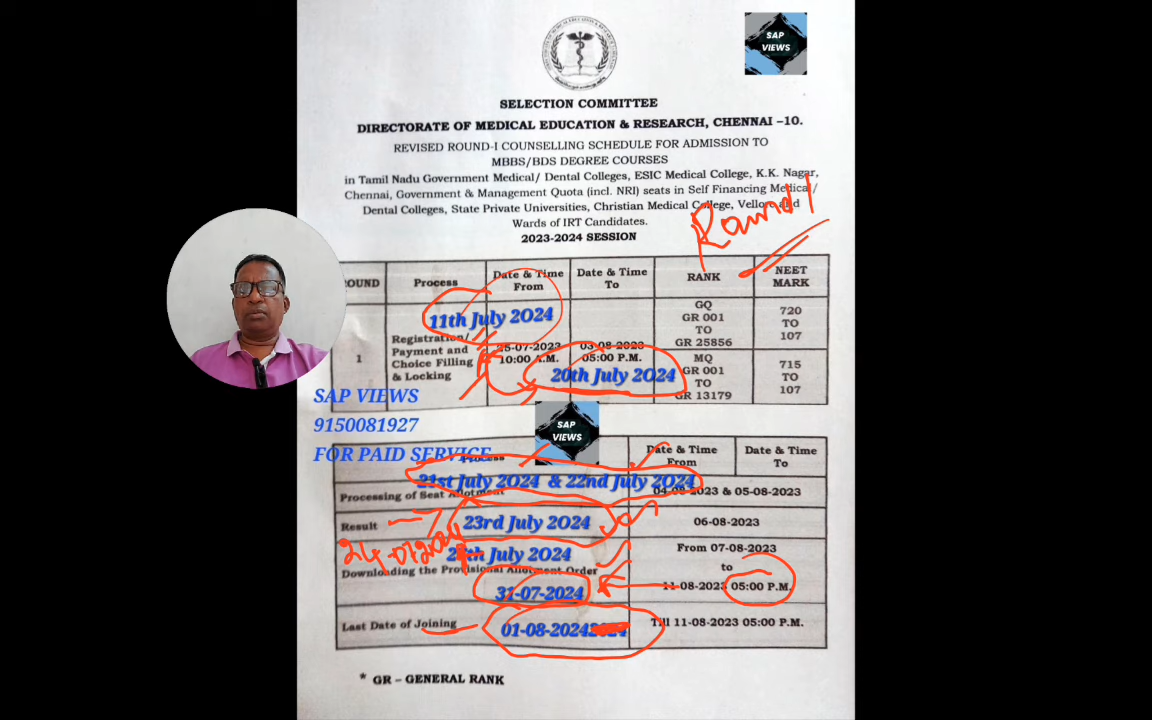 SAP
VIEWS
SELECTION COMMITTEE
DIRECTORATE OF MEDICAL EDUCATION & RESEARCH, CHENNAI -10.
REVISED ROUND-I COUNSELLING SCHEDULE FOR ADMISSION TO
MBBS/BDS DEGREE COURSES
in Tamil Nadu Government Medical/ Dental Colleges, ESIC Medical College, K.K. Nagar,
Chennai, Government & Management Quota (incl. NRI) seats in Self Financing Medical/
Dental Colleges, State Private Universities, Christian Medical College, Vellore and
Wards of IRT Candidates.
2023-2024 SESSION
Round 1
OUND Process Date & Time From Date & Time To RANK NEET MARK
11th July 2024
1 Registration/ Payment and Choice Filling & Locking 25-07-2023 10:00 A.M. 03-08-2023 05:00 P.M.
GQ GR 001 TO GR 25856 720 TO 107
20th July 2024
MQ GR 001 TO GR 13179 715 TO 107
SAP VIEWS
9150081927
FOR PAID SERVICE
SAP
VIEWS
Process Date & Time From Date & Time To
21st July 2024 & 22nd July 2024
Processing of Seat Allotment 04-08-2023 & 05-08-2023
Result 23rd July 2024 06-08-2023
24-07-2024
July 2024
Downloading the Provisional Allotment Order From 07-08-2023 to 11-08-2023 05:00 P.M.
31-07-2024
Last Date of Joining 01-08-2024 Till 11-08-2023 05:00 P.M.
* GR – GENERAL RANK